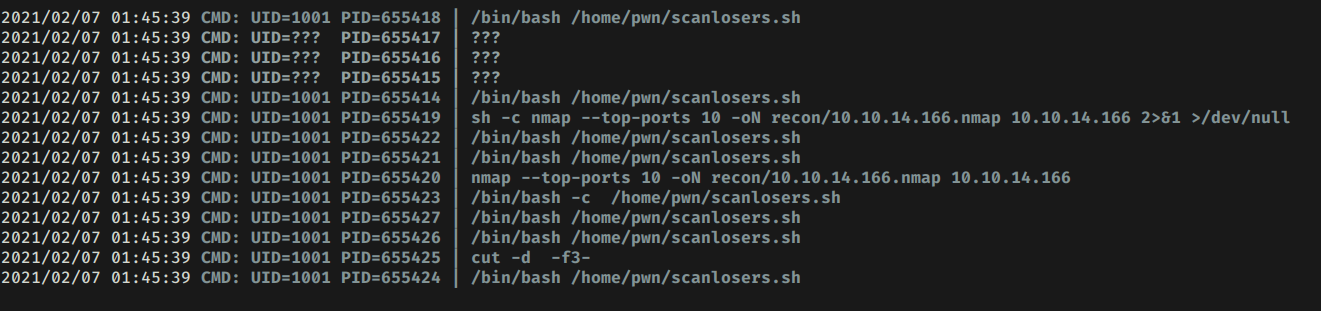 2021/02/07 01:45:39 CMD: UID=1001 PID=655418 | /bin/bash /home/pwn/scanlosers.sh
2021/02/07 01:45:39 CMD: UID=???  PID=655417 | ???
2021/02/07 01:45:39 CMD: UID=???  PID=655416 | ???
2021/02/07 01:45:39 CMD: UID=???  PID=655415 | ???
2021/02/07 01:45:39 CMD: UID=1001 PID=655414 | /bin/bash /home/pwn/scanlosers.sh
2021/02/07 01:45:39 CMD: UID=1001 PID=655419 | sh -c nmap --top-ports 10 -oN recon/10.10.14.166.nmap 10.10.14.166 2>&1 >/dev/null
2021/02/07 01:45:39 CMD: UID=1001 PID=655422 | /bin/bash /home/pwn/scanlosers.sh
2021/02/07 01:45:39 CMD: UID=1001 PID=655421 | /bin/bash /home/pwn/scanlosers.sh
2021/02/07 01:45:39 CMD: UID=1001 PID=655420 | nmap --top-ports 10 -oN recon/10.10.14.166.nmap 10.10.14.166
2021/02/07 01:45:39 CMD: UID=1001 PID=655423 | /bin/bash -c  /home/pwn/scanlosers.sh
2021/02/07 01:45:39 CMD: UID=1001 PID=655427 | /bin/bash /home/pwn/scanlosers.sh
2021/02/07 01:45:39 CMD: UID=1001 PID=655426 | /bin/bash /home/pwn/scanlosers.sh
2021/02/07 01:45:39 CMD: UID=1001 PID=655425 | cut -d  -f3-
2021/02/07 01:45:39 CMD: UID=1001 PID=655424 | /bin/bash /home/pwn/scanlosers.sh